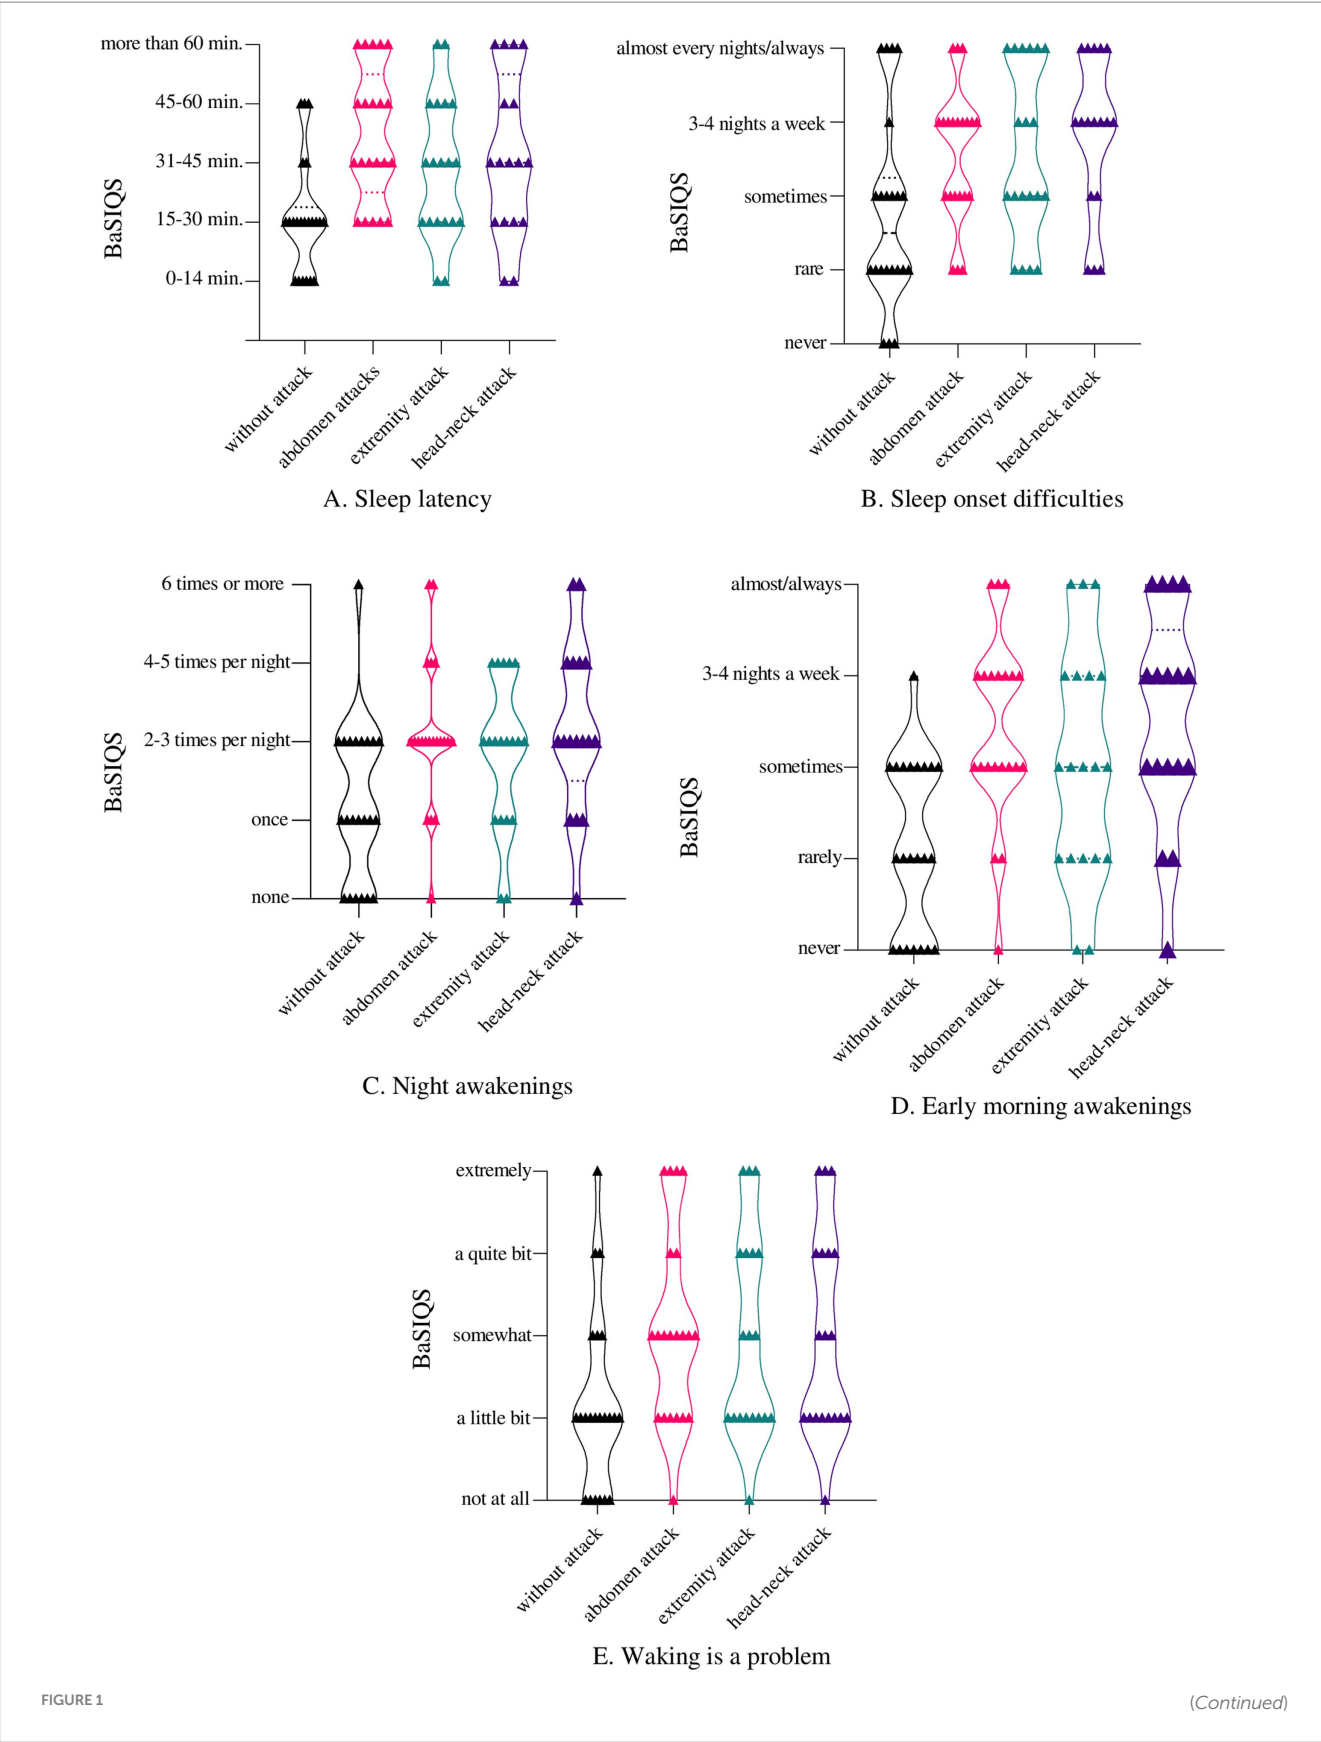 more than 60 min.
45-60 min.
31-45 min.
15-30 min.
0-14 min.
BaSIQS
without attack
abdomen attacks
extremity attack
head-neck attack
A. Sleep latency
almost every nights/always
3-4 nights a week
sometimes
rare
never
BaSIQS
without attack
abdomen attack
extremity attack
head-neck attack
B. Sleep onset difficulties
6 times or more
4-5 times per night
2-3 times per night
once
none
BaSIQS
without attack
abdomen attack
extremity attack
head-neck attack
C. Night awakenings
almost/always
3-4 nights a week
sometimes
rarely
never
BaSIQS
without attack
abdomen attack
extremity attack
head-neck attack
D. Early morning awakenings
extremely
a quite bit
somewhat
a little bit
not at all
BaSIQS
without attack
abdomen attack
extremity attack
head-neck attack
E. Waking is a problem
FIGURE 1
(Continued)